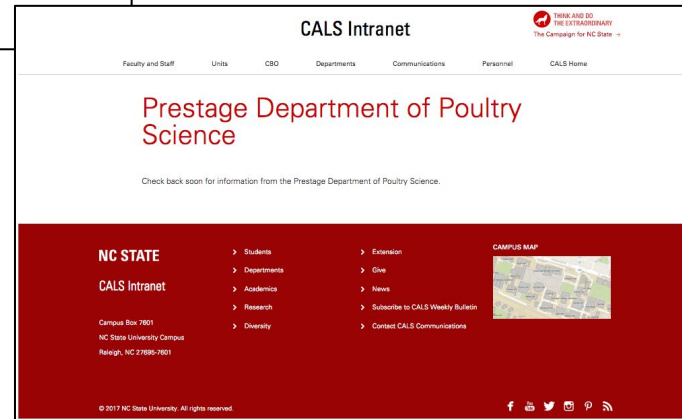 CALS Intranet
THINK AND DO
THE EXTRAORDINARY
The Campaign for NC State →
Faculty and Staff Units CBO Departments Communications Personnel CALS Home
Prestage Department of Poultry
Science
Check back soon for information from the Prestage Department of Poultry Science.
NC STATE
CALS Intranet
Campus Box 7601
NC State University Campus
Raleigh, NC 27695-7601
> Students
> Departments
> Academics
> Research
> Diversity
> Extension
> Give
> News
> Subscribe to CALS Weekly Bulletin
> Contact CALS Communications
CAMPUS MAP
© 2017 NC State University. All rights reserved.